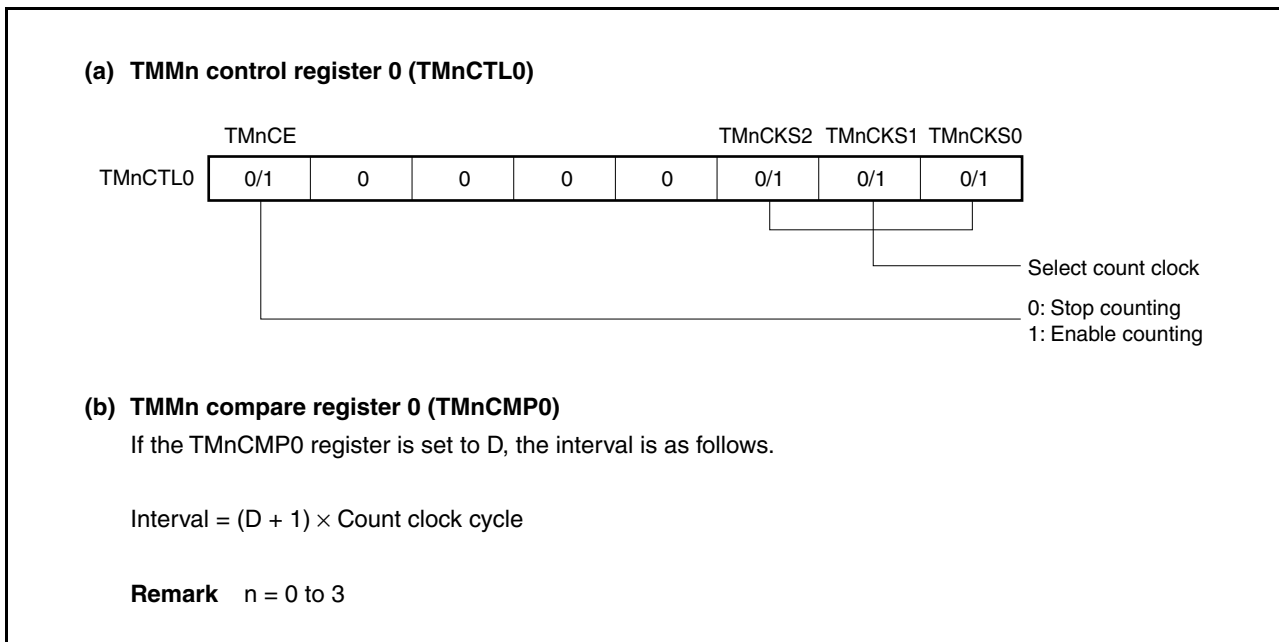 (a) TMMn control register 0 (TMnCTL0)
TMnCE TMnCKS2 TMnCKS1 TMnCKS0
TMnCTL0 0/1 0 0 0 0 0/1 0/1 0/1
Select count clock
0: Stop counting
1: Enable counting
(b) TMMn compare register 0 (TMnCMP0)
If the TMnCMP0 register is set to D, the interval is as follows.
Interval = (D + 1) × Count clock cycle
Remark n = 0 to 3